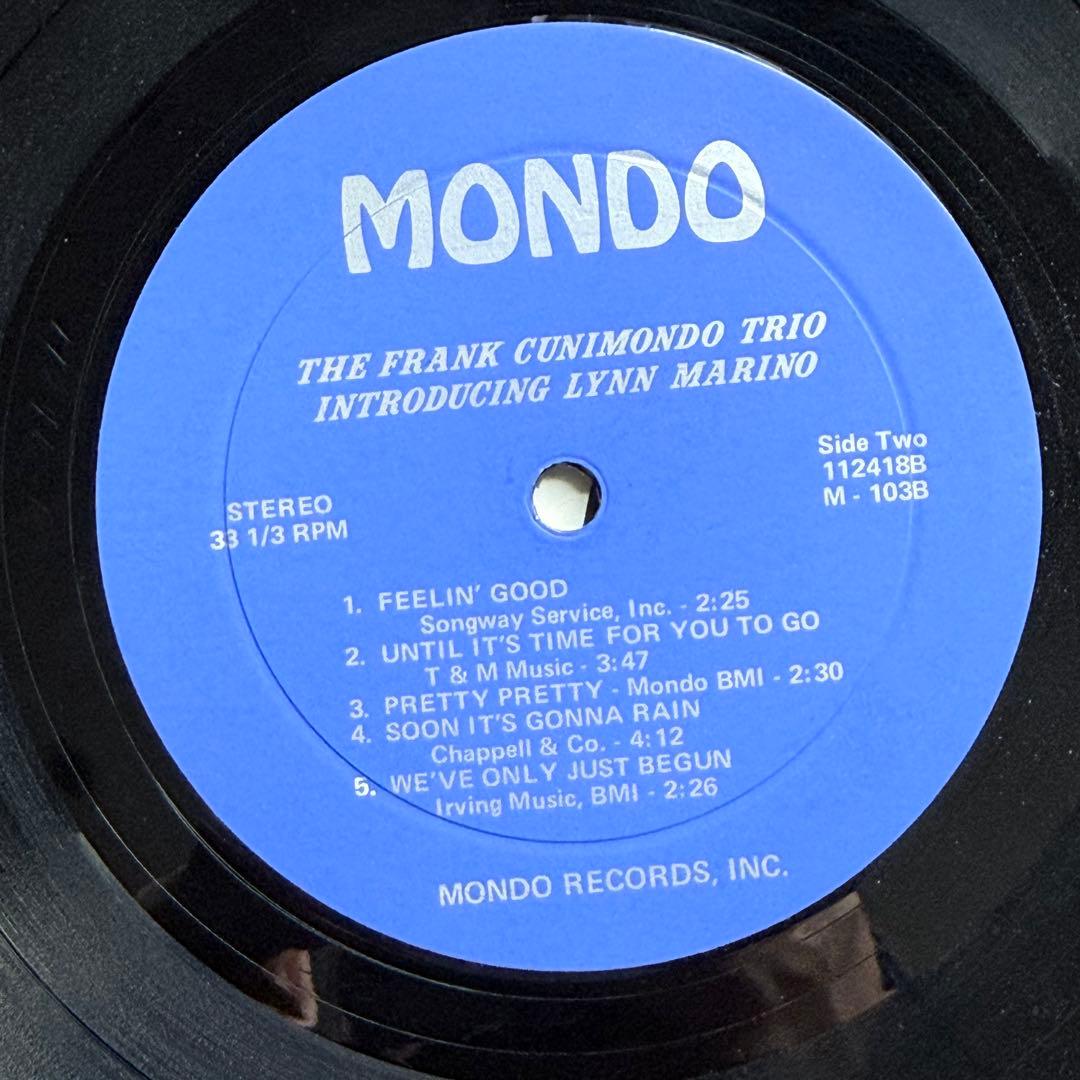 MONDO
THE FRANK CUNIMONDO TRIO
INTRODUCING LYNN MARINO
Side Two
112418B
M - 103B
STEREO
33 1/3 RPM
1. FEELIN' GOOD
Songway Service, Inc. - 2:25
2. UNTIL IT'S TIME FOR YOU TO GO
T & M Music - 3:47
3. PRETTY PRETTY - Mondo BMI - 2:30
4. SOON IT'S GONNA RAIN
Chappell & Co. - 4:12
5. WE'VE ONLY JUST BEGUN
Irving Music, BMI - 2:26
MONDO RECORDS, INC.